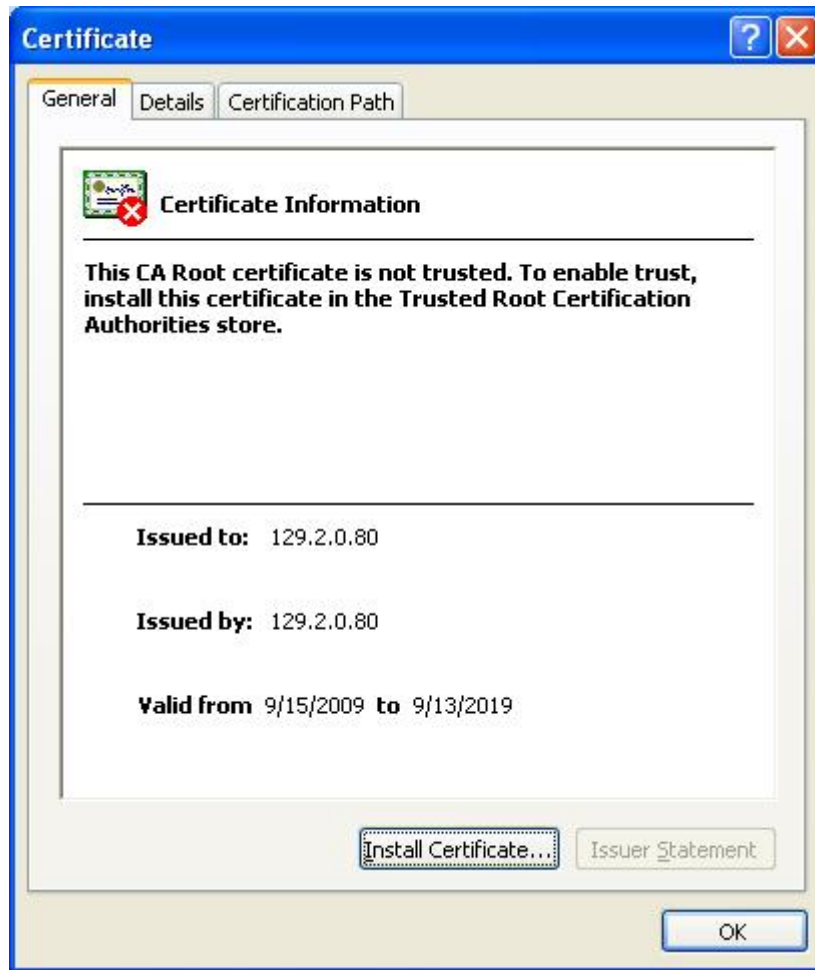 Certificate
General Details Certification Path
Certificate Information
This CA Root certificate is not trusted. To enable trust,
install this certificate in the Trusted Root Certification
Authorities store.
Issued to: 129.2.0.80
Issued by: 129.2.0.80
Valid from 9/15/2009 to 9/13/2019
Install Certificate... Issuer Statement
OK